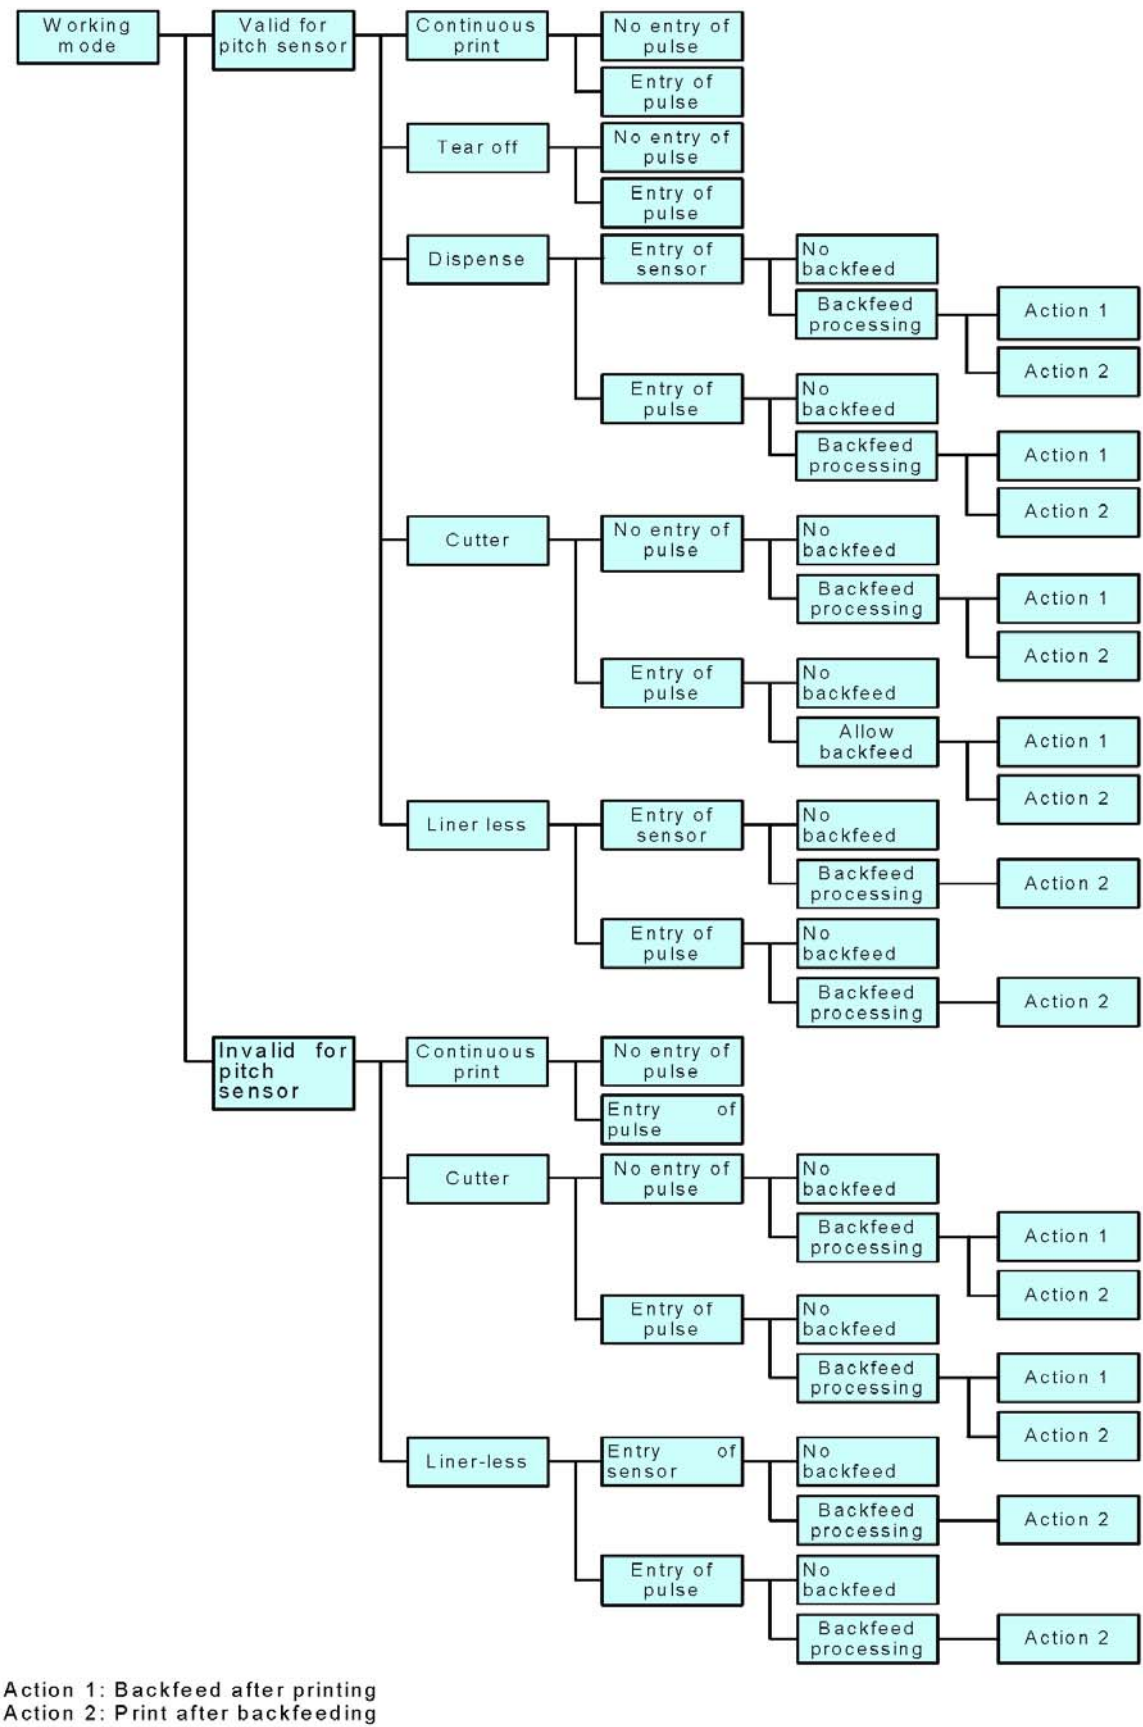 Working
mode
Valid for
pitch sensor
Continuous
print
No entry of
pulse
Entry of
pulse
Tear off
No entry of
pulse
Entry of
pulse
Dispense
Entry of
sensor
No
backfeed
Backfeed
processing
Action 1
Action 2
Entry of
pulse
No
backfeed
Backfeed
processing
Action 1
Action 2
Cutter
No entry of
pulse
No
backfeed
Backfeed
processing
Action 1
Action 2
Entry of
pulse
No
backfeed
Allow
backfeed
Action 1
Action 2
Liner less
Entry of
sensor
No
backfeed
Backfeed
processing
Action 2
Entry of
pulse
No
backfeed
Backfeed
processing
Action 2
Invalid for
pitch
sensor
Continuous
print
No entry of
pulse
Entry of
pulse
Cutter
No entry of
pulse
No
backfeed
Backfeed
processing
Action 1
Action 2
Entry of
pulse
No
backfeed
Backfeed
processing
Action 1
Action 2
Liner-less
Entry of
sensor
No
backfeed
Backfeed
processing
Action 2
Entry of
pulse
No
backfeed
Backfeed
processing
Action 2
Action 1: Backfeed after printing
Action 2: Print after backfeeding